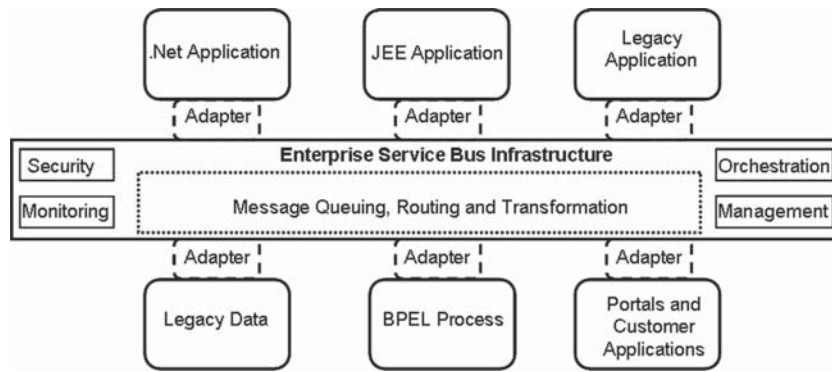 .Net Application
JEE Application
Legacy
Application
Adapter
Adapter
Adapter
Enterprise Service Bus Infrastructure
Security
Orchestration
Monitoring
Message Queuing, Routing and Transformation
Management
Adapter
Adapter
Adapter
Legacy Data
BPEL Process
Portals and
Customer
Applications